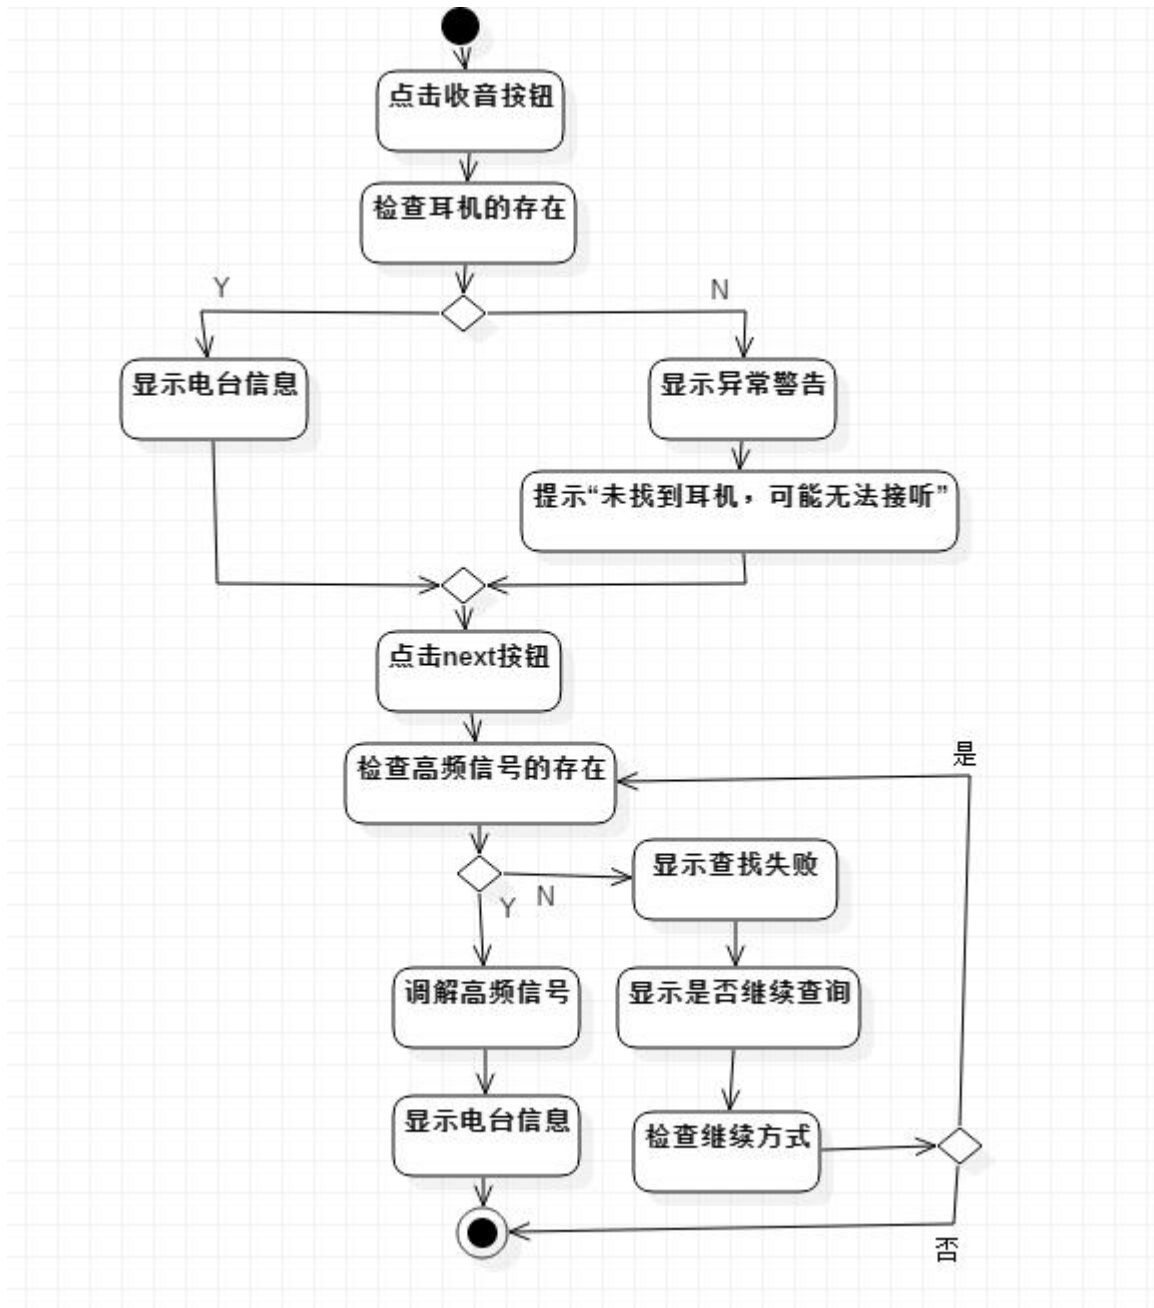 点击收音按钮
检查耳机的存在
Y
N
显示电台信息
显示异常警告
提示“未找到耳机，可能无法接听”
点击next按钮
检查高频信号的存在
是
显示查找失败
Y
N
调解高频信号
显示是否继续查询
显示电台信息
检查继续方式
否